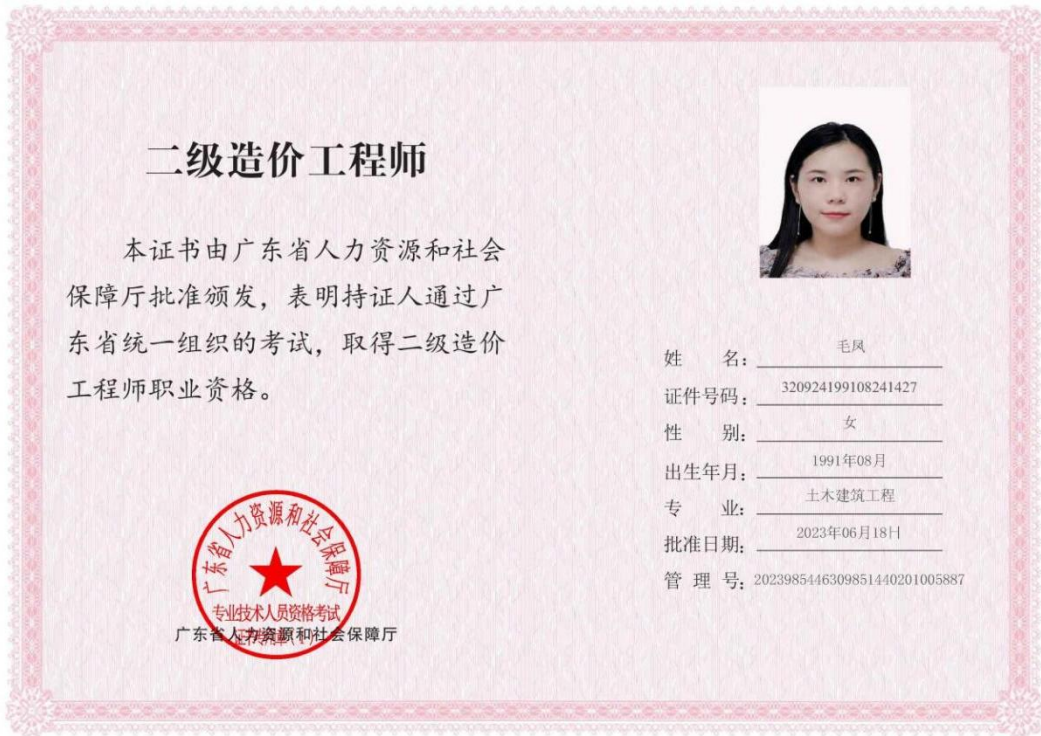 二级造价工程师
本证书由广东省人力资源和社会
保障厅批准颁发，表明持证人通过广
东省统一组织的考试，取得二级造价
工程师职业资格。
广东省人力资源和社会保障厅
专业技术人员资格考试
广东省人力资源和社会保障厅
姓 名：毛凤
证件号码：320924199108241427
性 别：女
出生年月：1991年08月
专 业：土木建筑工程
批准日期：2023年06月18日
管 理 号：20239854463098514402010058​87